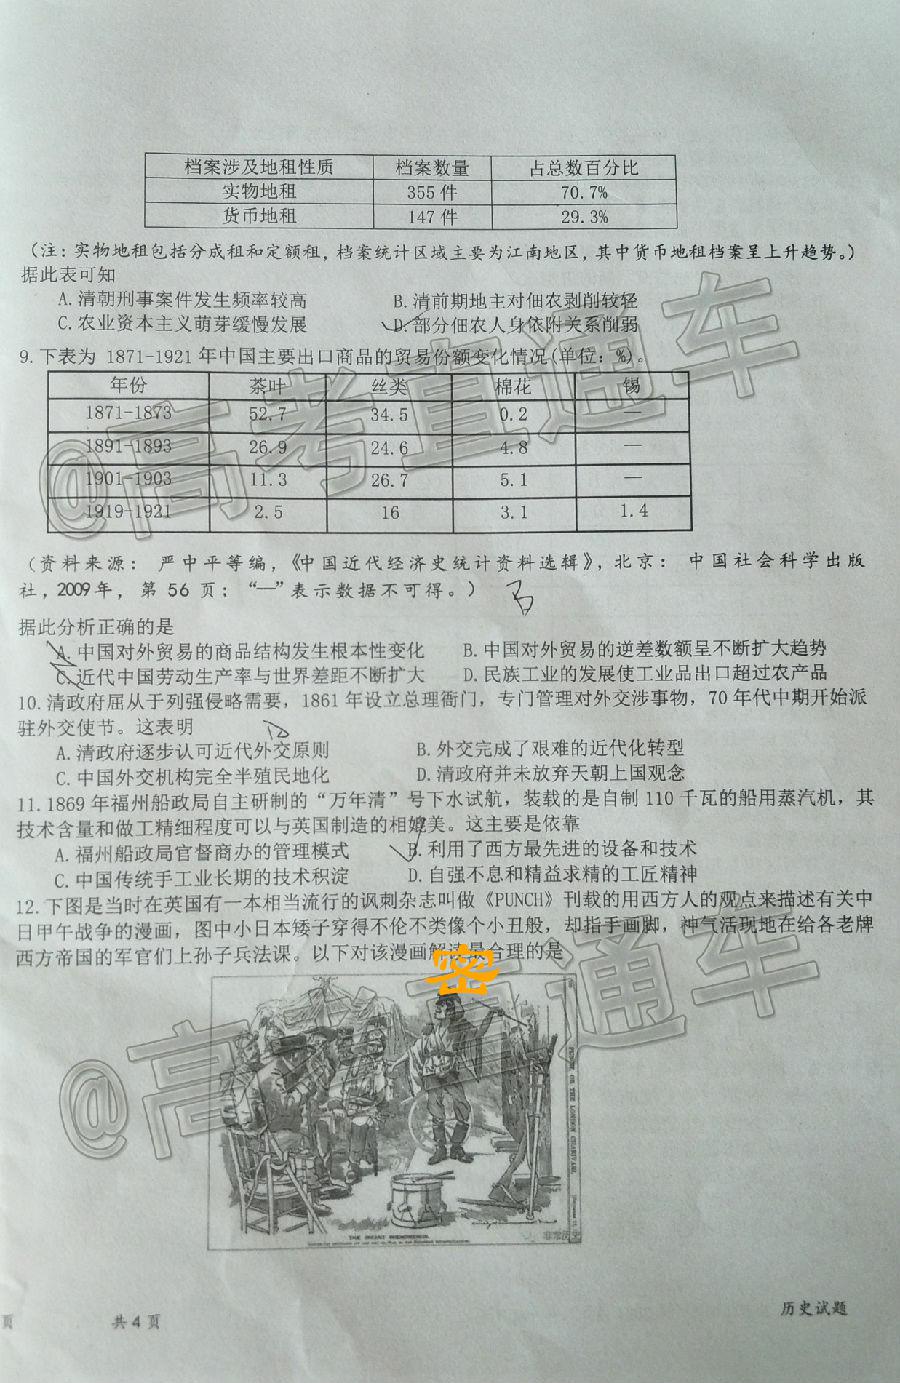 档案涉及地租性质 档案数量 占总数百分比
实物地租 355 件 70.7%
货币地租 147 件 29.3%
(注:实物地租包括分成租和定额租,档案统计区域主要为江南地区,其中货币地租档案呈上升趋势。)
据此表可知
A.清朝刑事案件发生频率较高 B.清前期地主对佃农剥削较轻
C.农业资本主义萌芽缓慢发展 D.部分佃农人身依附关系削弱
9.下表为 1871-1921 年中国主要出口商品的贸易份额变化情况(单位:%)。
年份 茶叶 丝类 棉花 锡
1871-1873 52.7 34.5 0.2 —
1891-1893 26.9 24.6 4.8 —
1901-1903 11.3 26.7 5.1 —
1919-1921 2.5 16 3.1 1.4
(资料来源:严中平等编,《中国近代经济史统计资料选辑》,北京:中国社会科学出版
社,2009年,第 56 页;“—”表示数据不可得。)
据此分析正确的是
A.中国对外贸易的商品结构发生根本性变化 B.中国对外贸易的逆差数额呈不断扩大趋势
C.近代中国劳动生产率与世界差距不断扩大 D.民族工业的发展使工业品出口超过农产品
10.清政府屈从于列强侵略需要,1861 年设立总理衙门,专门管理对外交涉事物,70 年代中期开始派
驻外交使节。这表明 D
A.清政府逐步认可近代外交原则 B.外交完成了艰难的近代化转型
C.中国外交机构完全半殖民地化 D.清政府并未放弃天朝上国观念
11.1869 年福州船政局自主研制的“万年清”号下水试航,装载的是自制 110 千瓦的船用蒸汽机,其
技术含量和做工精细程度可以与英国制造的相媲美。这主要是依靠
A.福州船政局官督商办的管理模式 B.利用了西方最先进的设备和技术
C.中国传统手工业长期的技术积淀 D.自强不息和精益求精的工匠精神
12.下图是当时在英国有一本相当流行的讽刺杂志叫做《PUNCH》刊载的用西方人的观点来描述有关中
日甲午战争的漫画,图中小日本矮子穿得不伦不类像个小丑般,却指手画脚,神气活现地在给各老牌
西方帝国的军官们上孙子兵法课。以下对该漫画解读最合理的是
密
THE INFANT PHENOMENON.
非常历史
历史试题
页 共 4 页
@高考直通车
@高考直通车